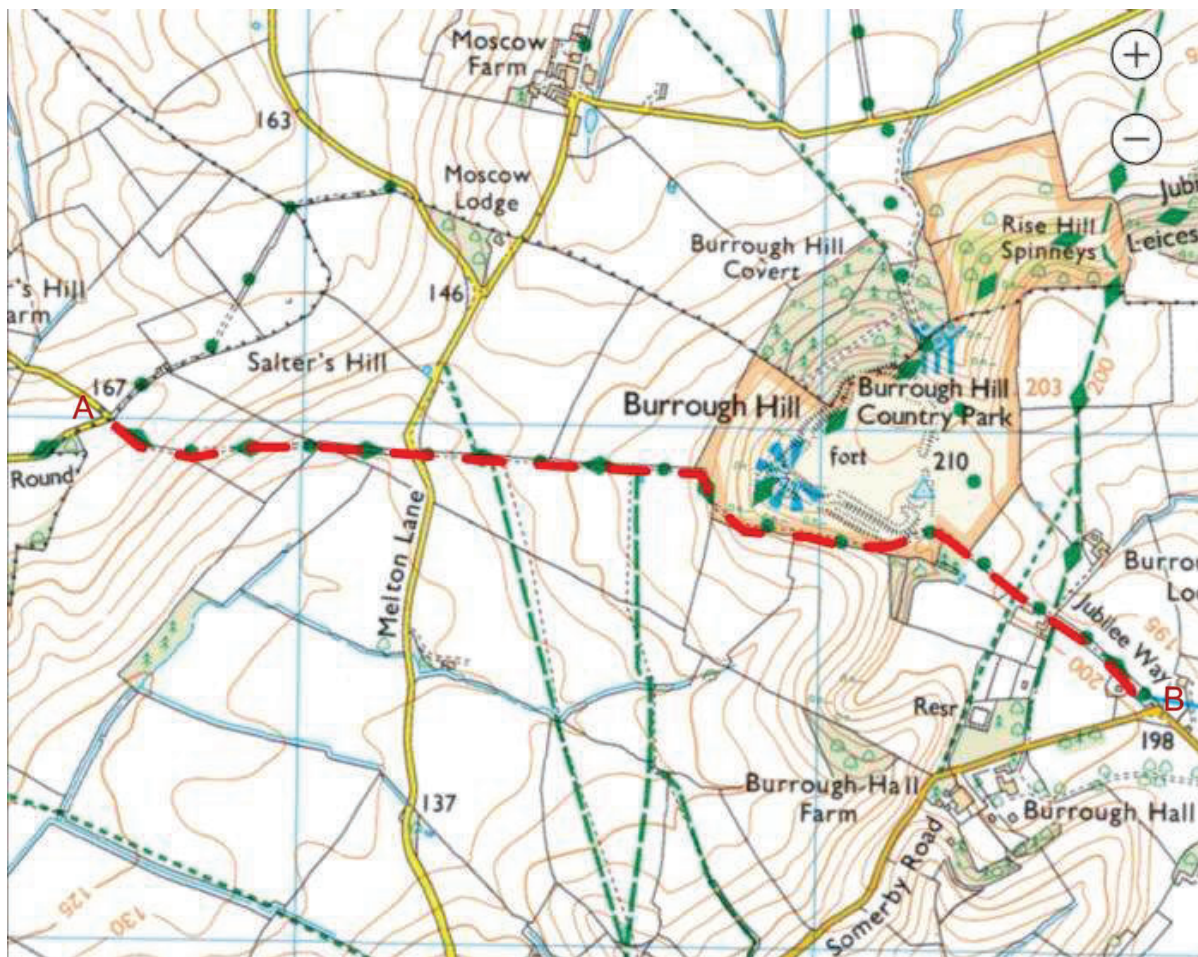 Moscow
Farm
+
−
163
Moscow
Lodge
Jubi
Rise Hill
Spinneys
Leices
Burrough Hill
Covert
's Hill
arm
146
Salter's Hill
167
A
203
200
Burrough Hill
Burrough Hill
Country Park
fort
210
Round
Melton Lane
Burrou
Lou
Jubilee Way
195
200
B
Resr
198
Burrough Hall
Farm
Burrough Hall
137
Somerby Road
125
130